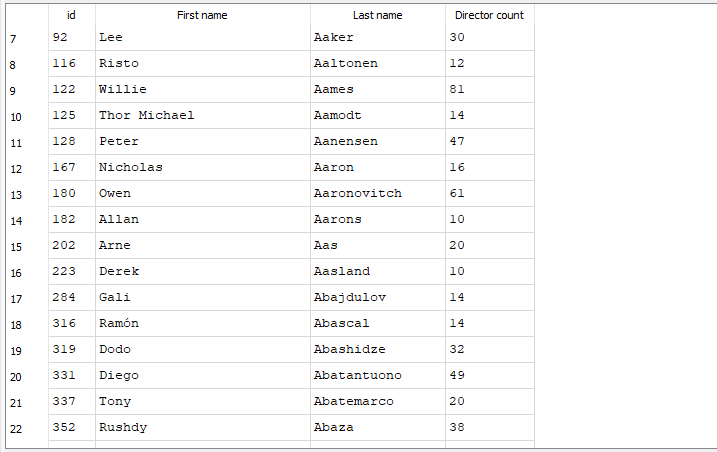 id First name Last name Director count
7 92 Lee Aaker 30
8 116 Risto Aaltonen 12
9 122 Willie Aames 81
10 125 Thor Michael Aamodt 14
11 128 Peter Aanensen 47
12 167 Nicholas Aaron 16
13 180 Owen Aaronovitch 61
14 182 Allan Aarons 10
15 202 Arne Aas 20
16 223 Derek Aasland 10
17 284 Gali Abajdulov 14
18 316 Ramón Abascal 14
19 319 Dodo Abashidze 32
20 331 Diego Abatantuono 49
21 337 Tony Abatemarco 20
22 352 Rushdy Abaza 38